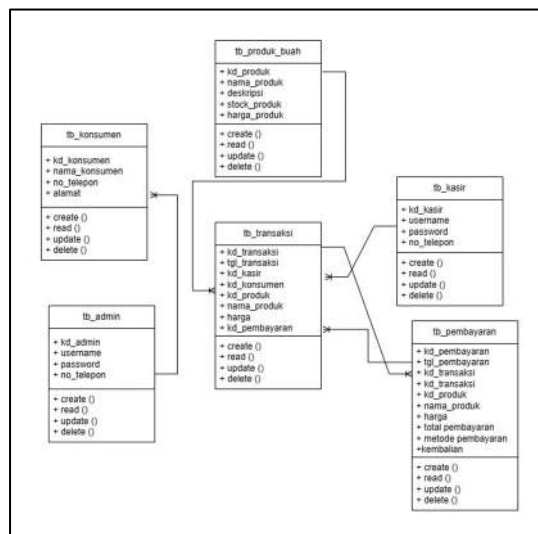 tb_produk_buah
+ kd_produk
+ nama_produk
+ deskripsi
+ stock_produk
+ harga_produk
+ create ()
+ read ()
+ update ()
+ delete ()
tb_konsumen
+ kd_konsumen
+ nama_konsumen
+ no_telepon
+ alamat
+ create ()
+ read ()
+ update ()
+ delete ()
tb_kasir
+ kd_kasir
+ username
+ password
+ no_telepon
+ create ()
+ read ()
+ update ()
+ delete ()
tb_transaksi
+ kd_transaksi
+ tgl_transaksi
+ kd_kasir
+ kd_konsumen
+ kd_produk
+ nama_produk
+ harga
+ kd_pembayaran
+ create ()
+ read ()
+ update ()
+ delete ()
tb_admin
+ kd_admin
+ username
+ password
+ no_telepon
+ create ()
+ read ()
+ update ()
+ delete ()
tb_pembayaran
+ kd_pembayaran
+ tgl_pembayaran
+ kd_transaksi
+ kd_transaksi
+ kd_produk
+ nama_produk
+ harga
+ total pembayaran
+ metode pembayaran
+kembalian
+ create ()
+ read ()
+ update ()
+ delete ()